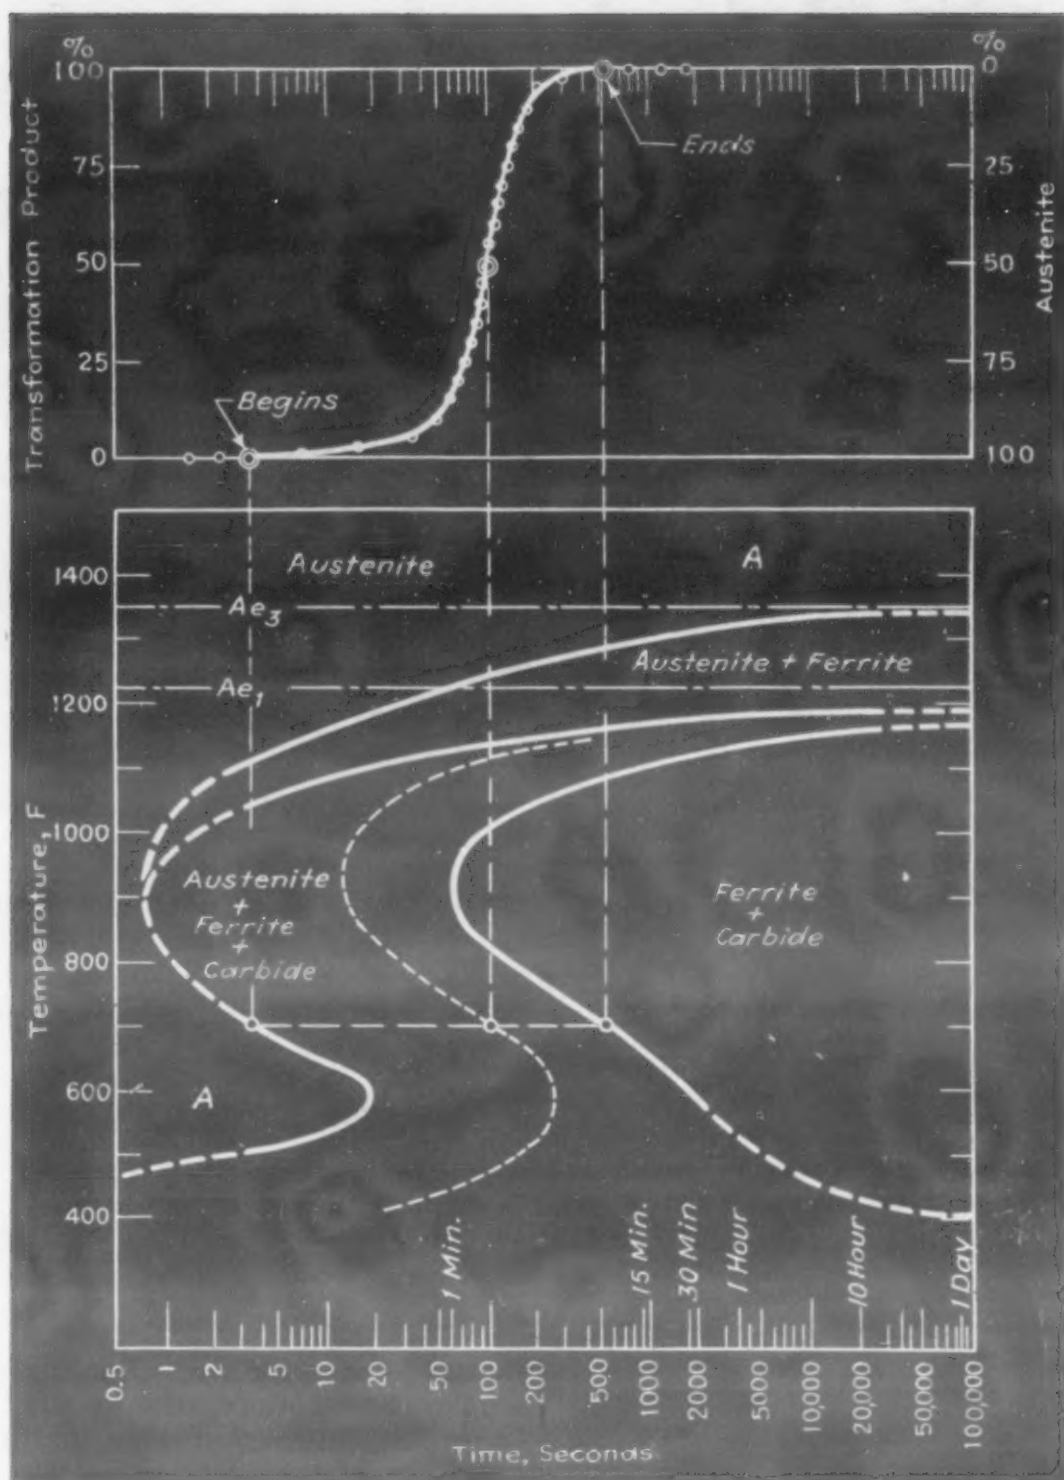 %
100
75
50
25
0
Transformation Product
%
0
25
50
75
100
Austenite
Begins
Ends
1400
1200
1000
800
600
400
Temperature, F
Austenite
A
Ae3
Austenite + Ferrite
Ae1
Austenite
+
Ferrite
+
Carbide
Ferrite
+
Carbide
A
1 Min.
15 Min.
30 Min
1 Hour
10 Hour
1 Day
0.5
1
2
5
10
20
50
100
200
500
1000
2000
5000
10,000
20,000
50,000
100,000
Time, Seconds